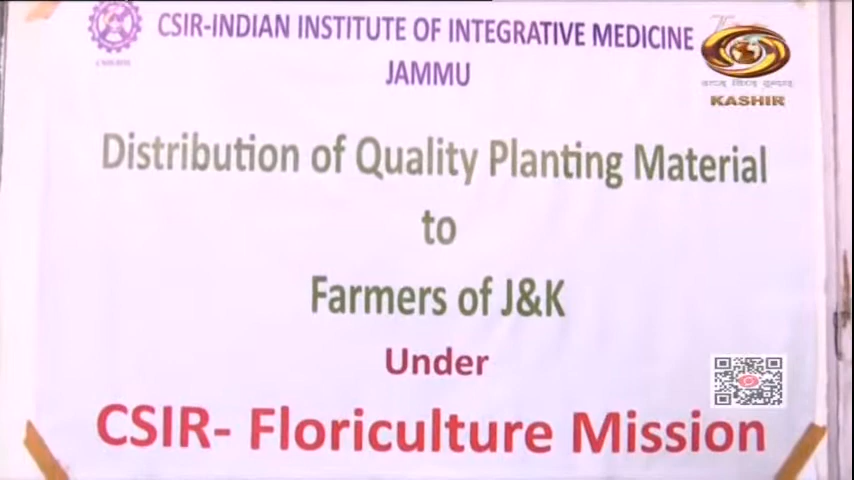 CSIR-INDIAN INSTITUTE OF INTEGRATIVE MEDICINE
JAMMU
KASHIR
Distribution of Quality Planting Material
to
Farmers of J&K
Under
CSIR- Floriculture Mission